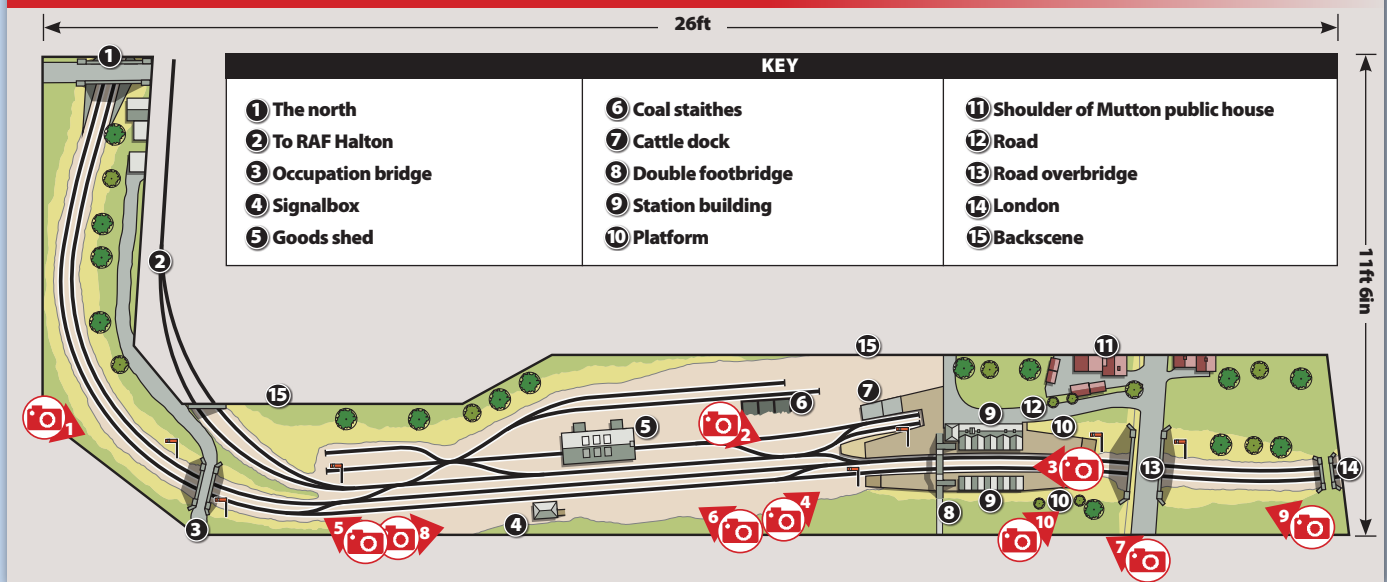 26ft
KEY
1 The north
2 To RAF Halton
3 Occupation bridge
4 Signalbox
5 Goods shed
6 Coal staithes
7 Cattle dock
8 Double footbridge
9 Station building
10 Platform
11 Shoulder of Mutton public house
12 Road
13 Road overbridge
14 London
15 Backscene
11ft 6in
1
2
15
11
15
7
6
9
12
10
1
5
2
3
13
14
4
9
10
8
3
5
8
4
6
4
10
7
9